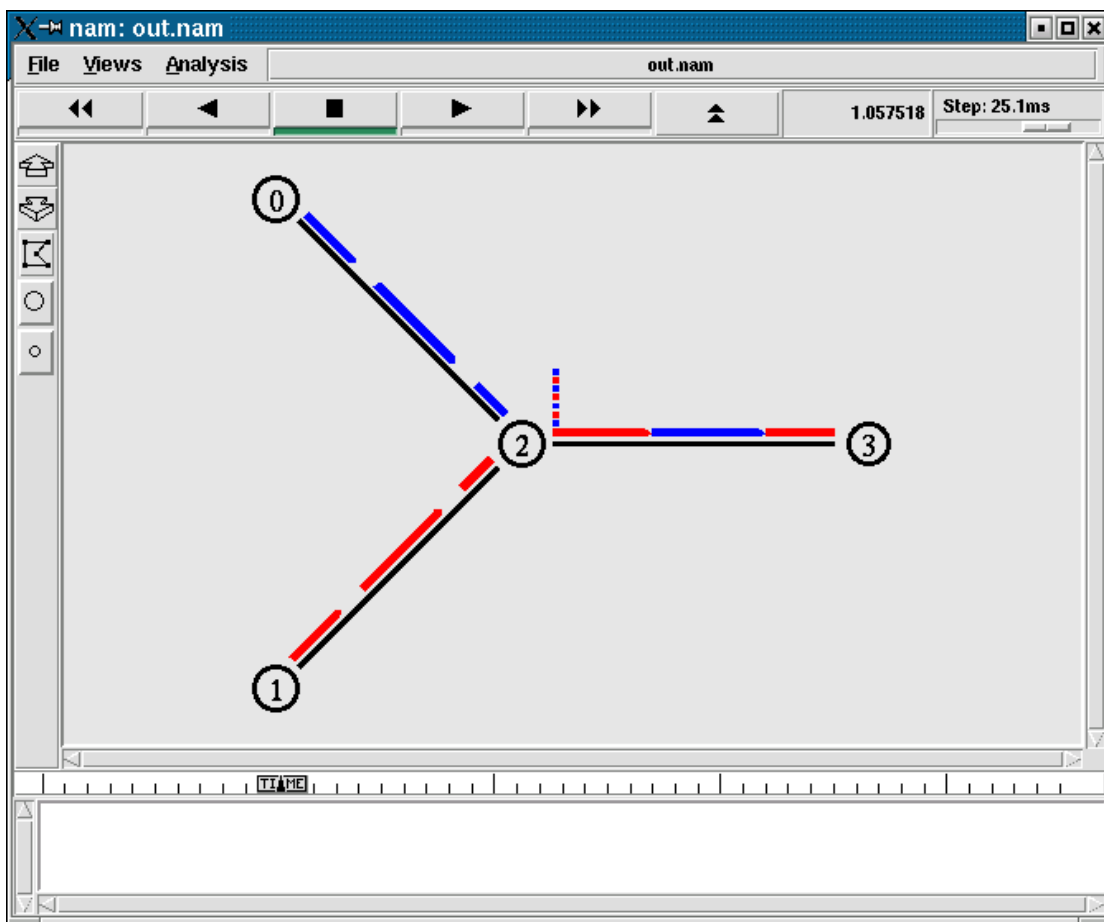 nam: out.nam
File Views Analysis out.nam
1.057518 Step: 25.1ms
0
2
3
1
TIME